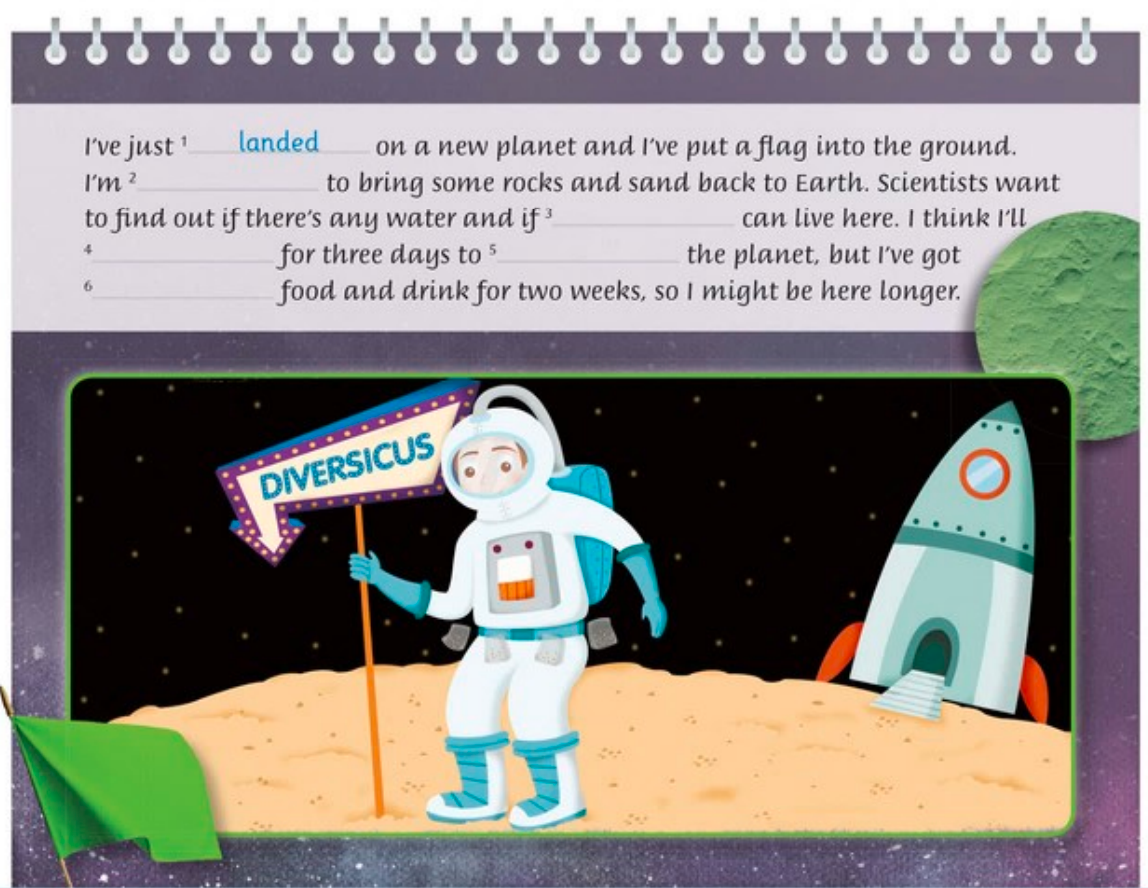 I've just ¹ landed on a new planet and I've put a flag into the ground.
I'm ² to bring some rocks and sand back to Earth. Scientists want
to find out if there's any water and if ³ can live here. I think I'll
⁴ for three days to ⁵ the planet, but I've got
⁶ food and drink for two weeks, so I might be here longer.
DIVERSICUS